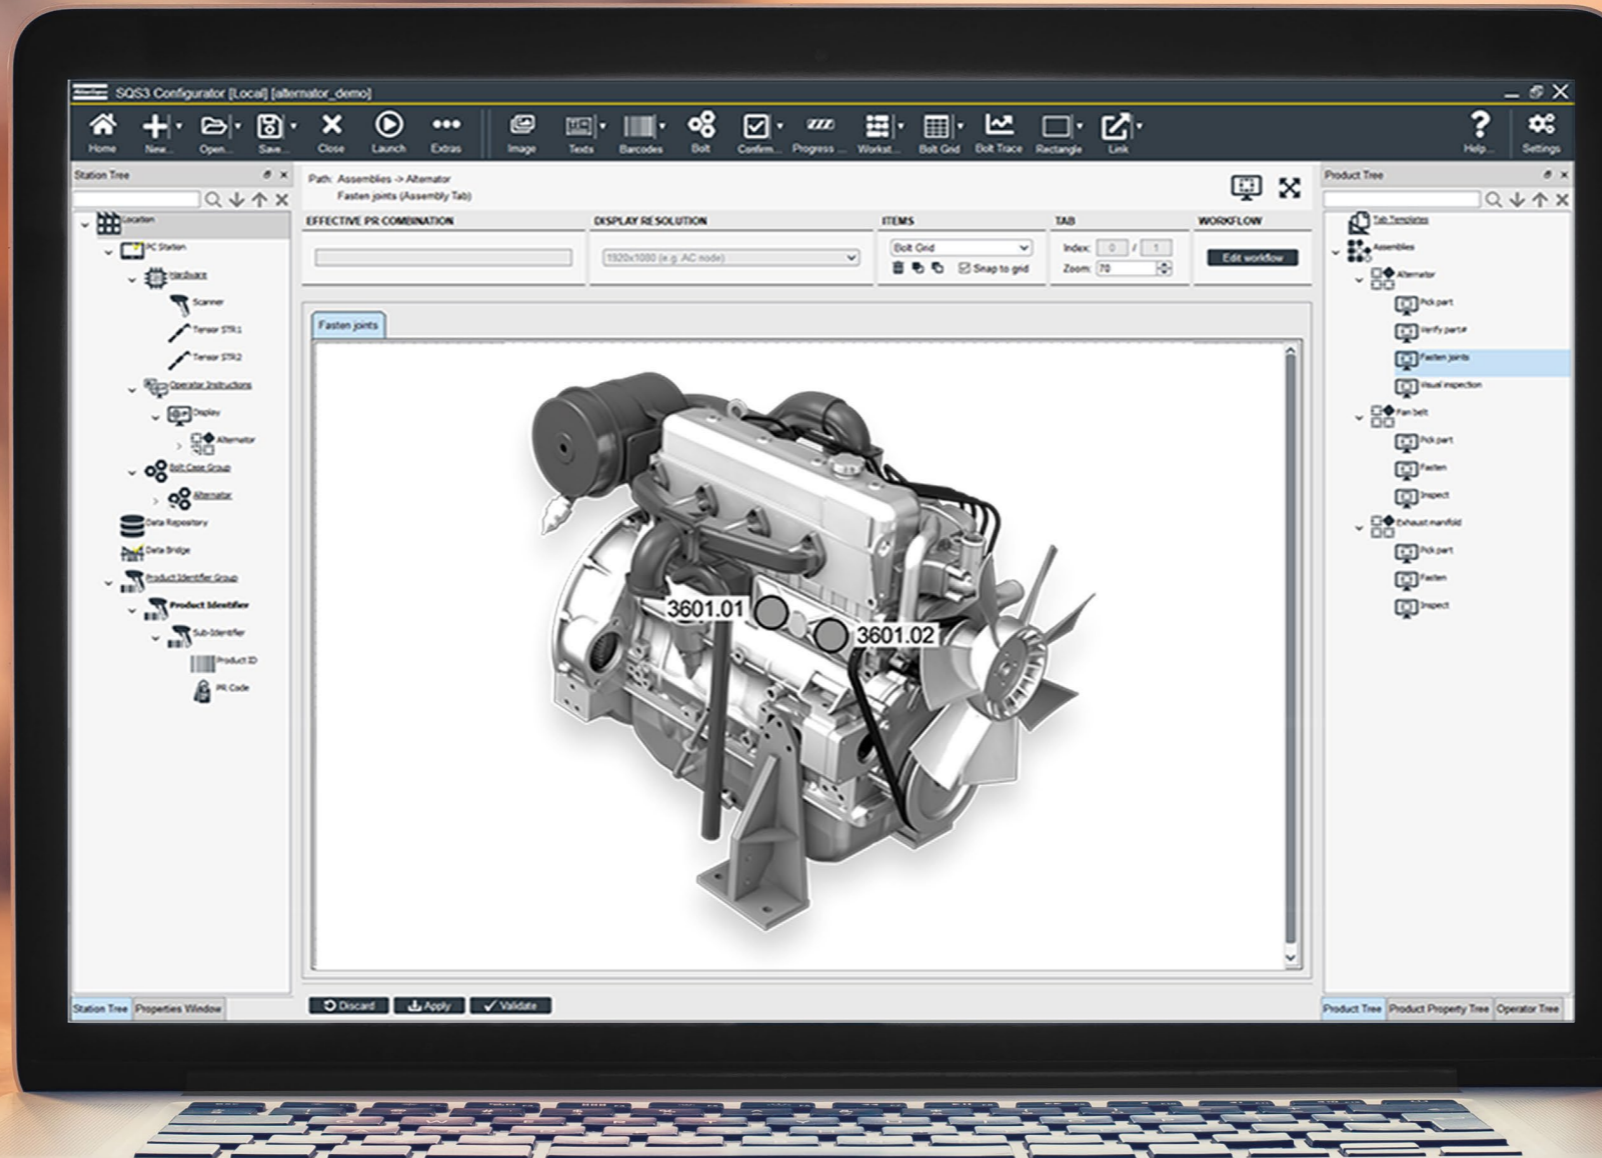 SQS3 Configurator [Local] [alternator_demo]
Home
New...
Open...
Save...
Close
Launch
Extras
Image
Texts
Barcodes
Bolt
Confirm...
Progress ...
Workst...
Bolt Grid
Bolt Trace
Rectangle
Link
Help...
Settings
Station Tree
Location
PC Station
Hardware
Scanner
Tensor STR1
Tensor STR2
Operator Instructions
Display
Alternator
Bolt Case Group
Alternator
Data Repository
Data Bridge
Product Identifier Group
Product Identifier
Sub-Identifier
Product ID
PR Code
Station Tree
Properties Window
Path: Assemblies -> Alternator
Fasten joints (Assembly Tab)
EFFECTIVE PR COMBINATION
DISPLAY RESOLUTION
1920x1080 (e.g. AC node)
ITEMS
Bolt Grid
Snap to grid
TAB
Index: 0 / 1
Zoom: 70
WORKFLOW
Edit workflow
Fasten joints
3601.01
3601.02
Discard
Apply
Validate
Product Tree
Tab Templates
Assemblies
Alternator
Pick part
Verify part#
Fasten joints
Visual inspection
Fan belt
Pick part
Fasten
Inspect
Exhaust manifold
Pick part
Fasten
Inspect
Product Tree
Product Property Tree
Operator Tree